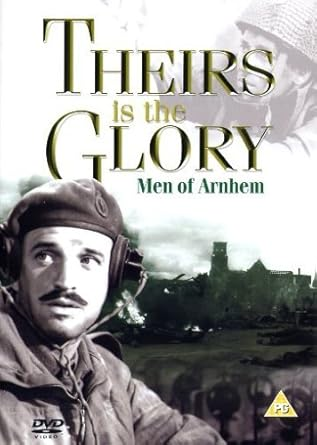 THEIRS
is the
GLORY
Men of Arnhem
DVD
VIDEO
PG